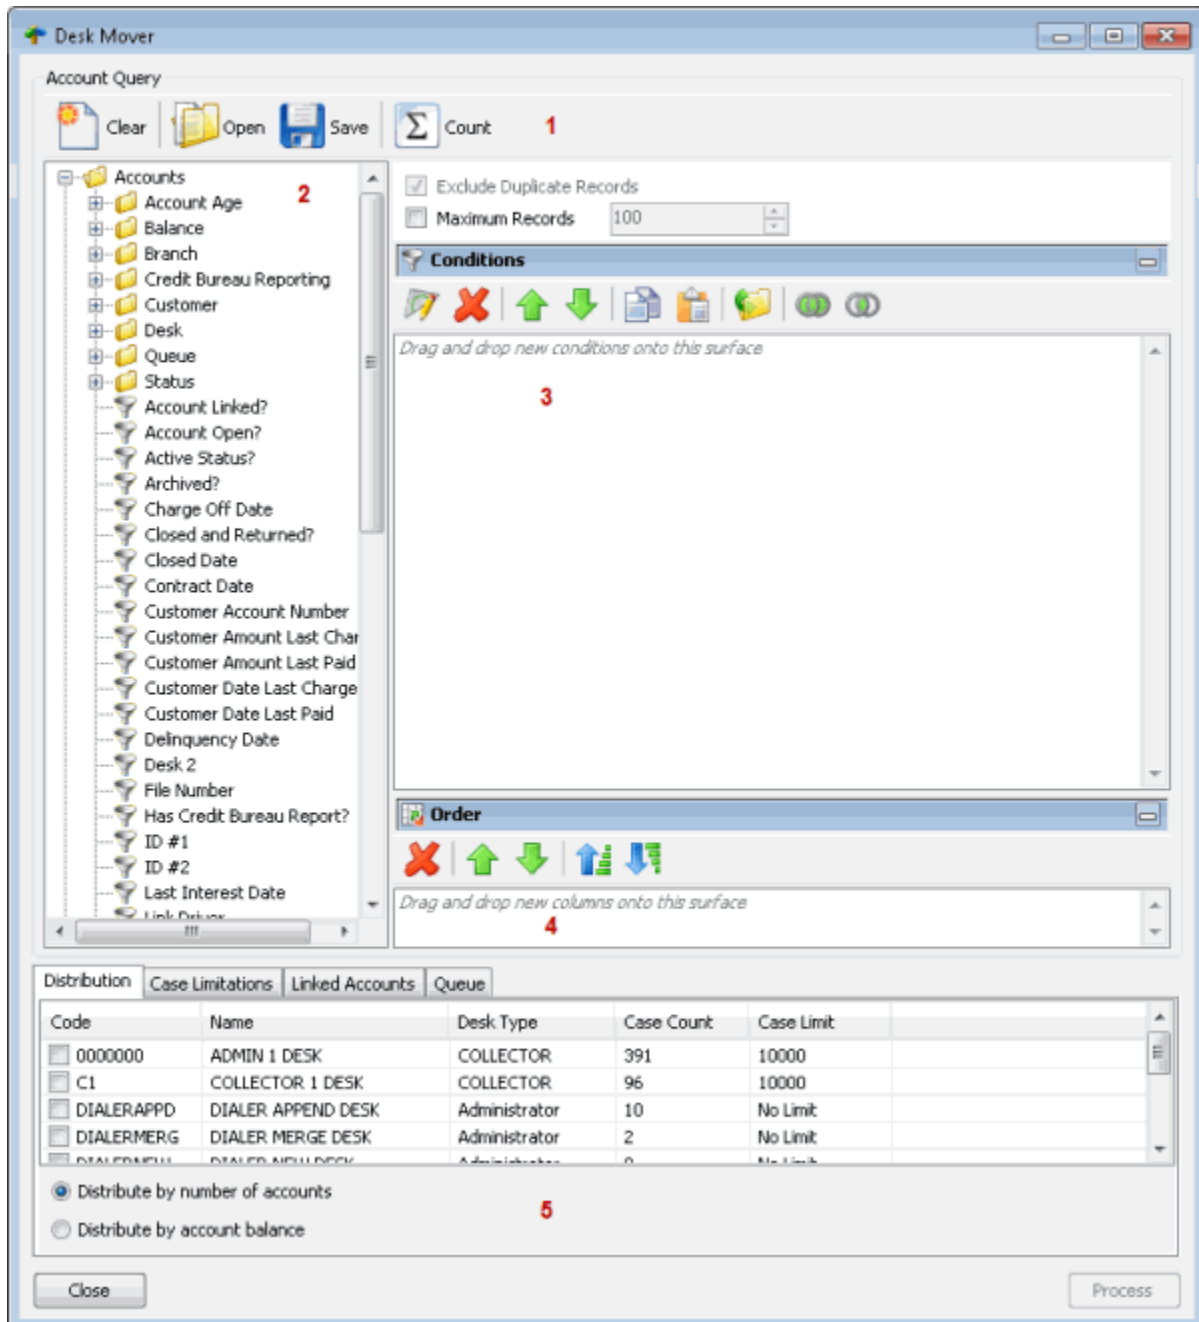 Desk Mover
Account Query
Clear Open Save Count 1
Accounts
2
Account Age
Balance
Branch
Credit Bureau Reporting
Customer
Desk
Queue
Status
Account Linked?
Account Open?
Active Status?
Archived?
Charge Off Date
Closed and Returned?
Closed Date
Contract Date
Customer Account Number
Customer Amount Last Char
Customer Amount Last Paid
Customer Date Last Charge
Customer Date Last Paid
Delinquency Date
Desk 2
File Number
Has Credit Bureau Report?
ID #1
ID #2
Last Interest Date
Exclude Duplicate Records
Maximum Records 100
Conditions
Drag and drop new conditions onto this surface
3
Order
Drag and drop new columns onto this surface
4
Distribution Case Limitations Linked Accounts Queue
Code Name Desk Type Case Count Case Limit
0000000 ADMIN 1 DESK COLLECTOR 391 10000
C1 COLLECTOR 1 DESK COLLECTOR 96 10000
DIALERAPPD DIALER APPEND DESK Administrator 10 No Limit
DIALERMERG DIALER MERGE DESK Administrator 2 No Limit
Distribute by number of accounts
5
Distribute by account balance
Close Process